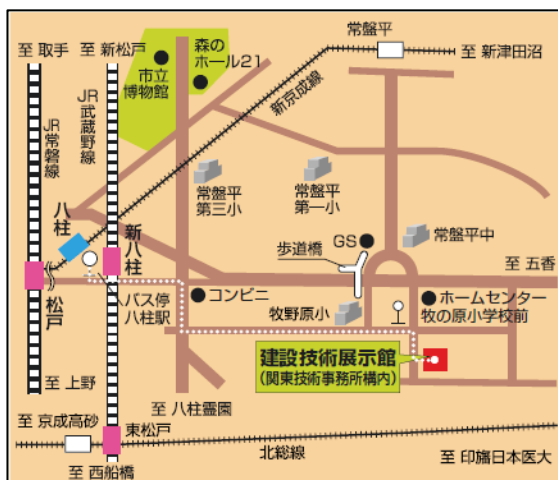 至 取手
至 新松戸
森の
ホール21
市立
博物館
常盤平
至 新津田沼
新京成線
JR常磐線
JR武蔵野線
八柱
新八柱
常盤平
第三小
常盤平
第一小
GS
歩道橋
常盤平中
至 五香
松戸
バス停
八柱駅
コンビニ
牧野原小
ホームセンター
牧の原小学校前
建設技術展示館
(関東技術事務所構内)
至 上野
至 八柱霊園
至 京成高砂
東松戸
北総線
至 印旛日本医大
至 西船橋